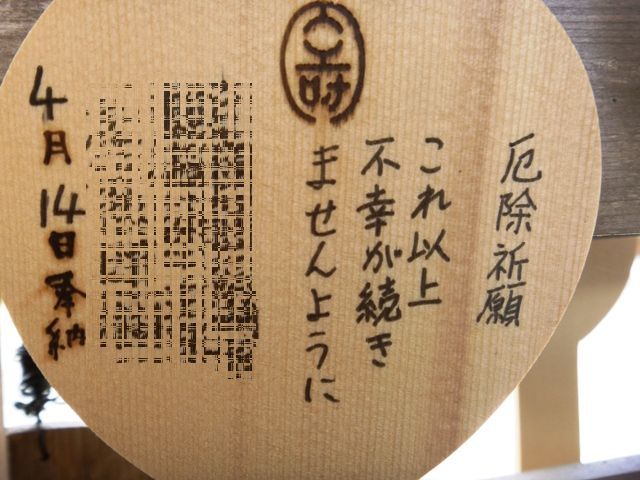 厄除祈願
これ以上
不幸が続き
ませんように
4月14日奉納